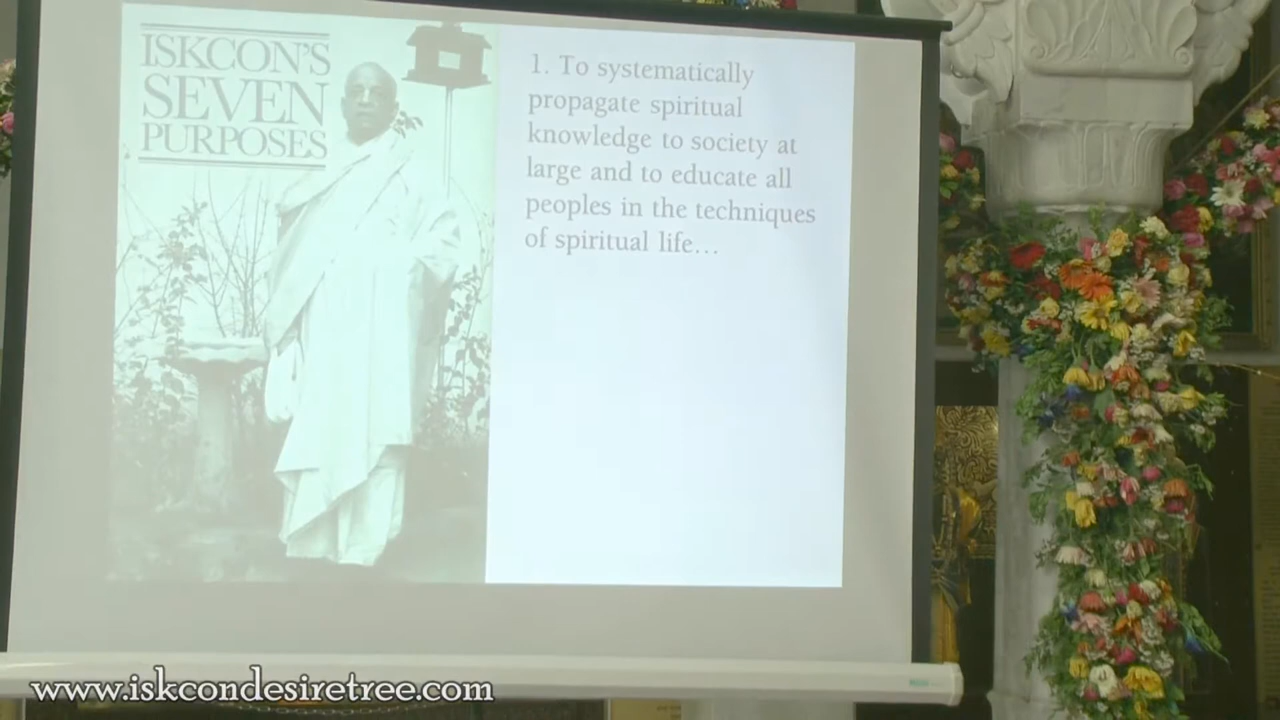 ISKCON'S
SEVEN
PURPOSES
1. To systematically
propagate spiritual
knowledge to society at
large and to educate all
peoples in the techniques
of spiritual life...
www.iskcondesiretree.com